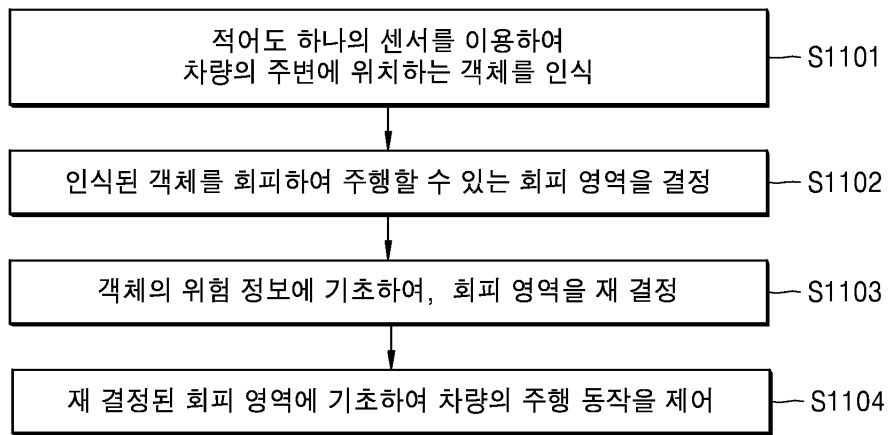 적어도 하나의 센서를 이용하여
차량의 주변에 위치하는 객체를 인식
S1101
인식된 객체를 회피하여 주행할 수 있는 회피 영역을 결정
S1102
객체의 위험 정보에 기초하여, 회피 영역을 재 결정
S1103
재 결정된 회피 영역에 기초하여 차량의 주행 동작을 제어
S1104